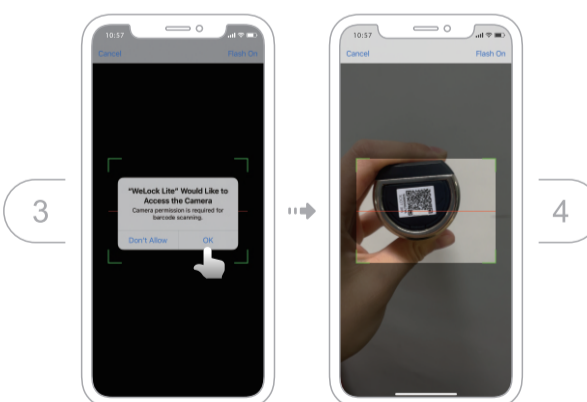 10:57
Cancel
Flash On
"WeLock Lite" Would Like to
Access the Camera
Camera permission is required for
barcode scanning.
Don't Allow
OK
3
10:57
Cancel
Flash On
4